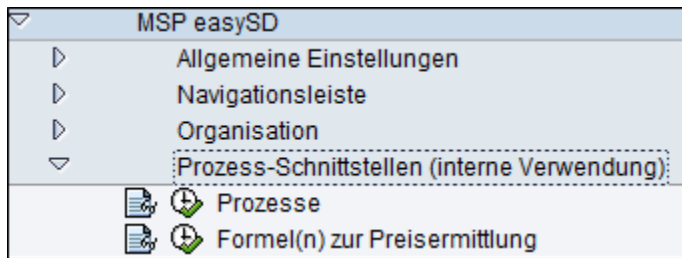 MSP easySD
Allgemeine Einstellungen
Navigationsleiste
Organisation
Prozess-Schnittstellen (interne Verwendung)
Prozesse
Formel(n) zur Preisermittlung